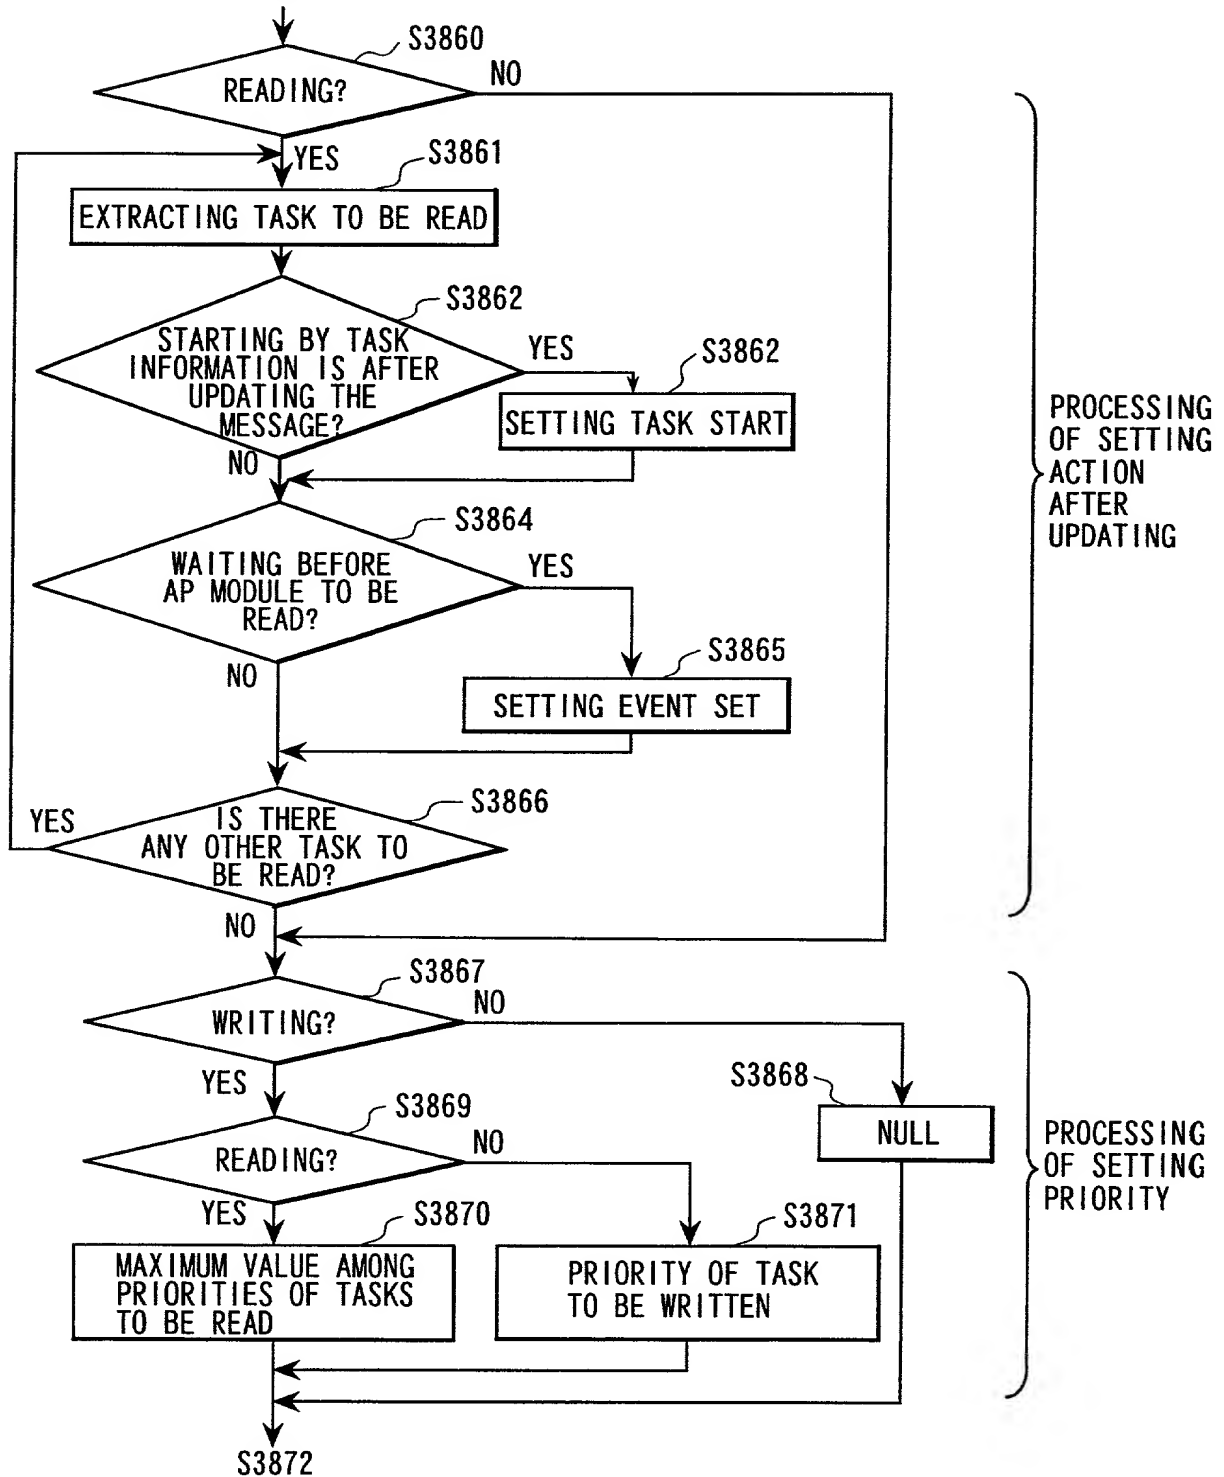 S3860
READING?
NO
YES
S3861
EXTRACTING TASK TO BE READ
S3862
STARTING BY TASK
INFORMATION IS AFTER
UPDATING THE
MESSAGE?
YES
S3862
SETTING TASK START
NO
S3864
WAITING BEFORE
AP MODULE TO BE
READ?
YES
NO
S3865
SETTING EVENT SET
S3866
IS THERE
ANY OTHER TASK TO
BE READ?
YES
NO
PROCESSING
OF SETTING
ACTION
AFTER
UPDATING
S3867
WRITING?
NO
YES
S3868
NULL
S3869
READING?
NO
YES
S3870
MAXIMUM VALUE AMONG
PRIORITIES OF TASKS
TO BE READ
S3871
PRIORITY OF TASK
TO BE WRITTEN
PROCESSING
OF SETTING
PRIORITY
S3872